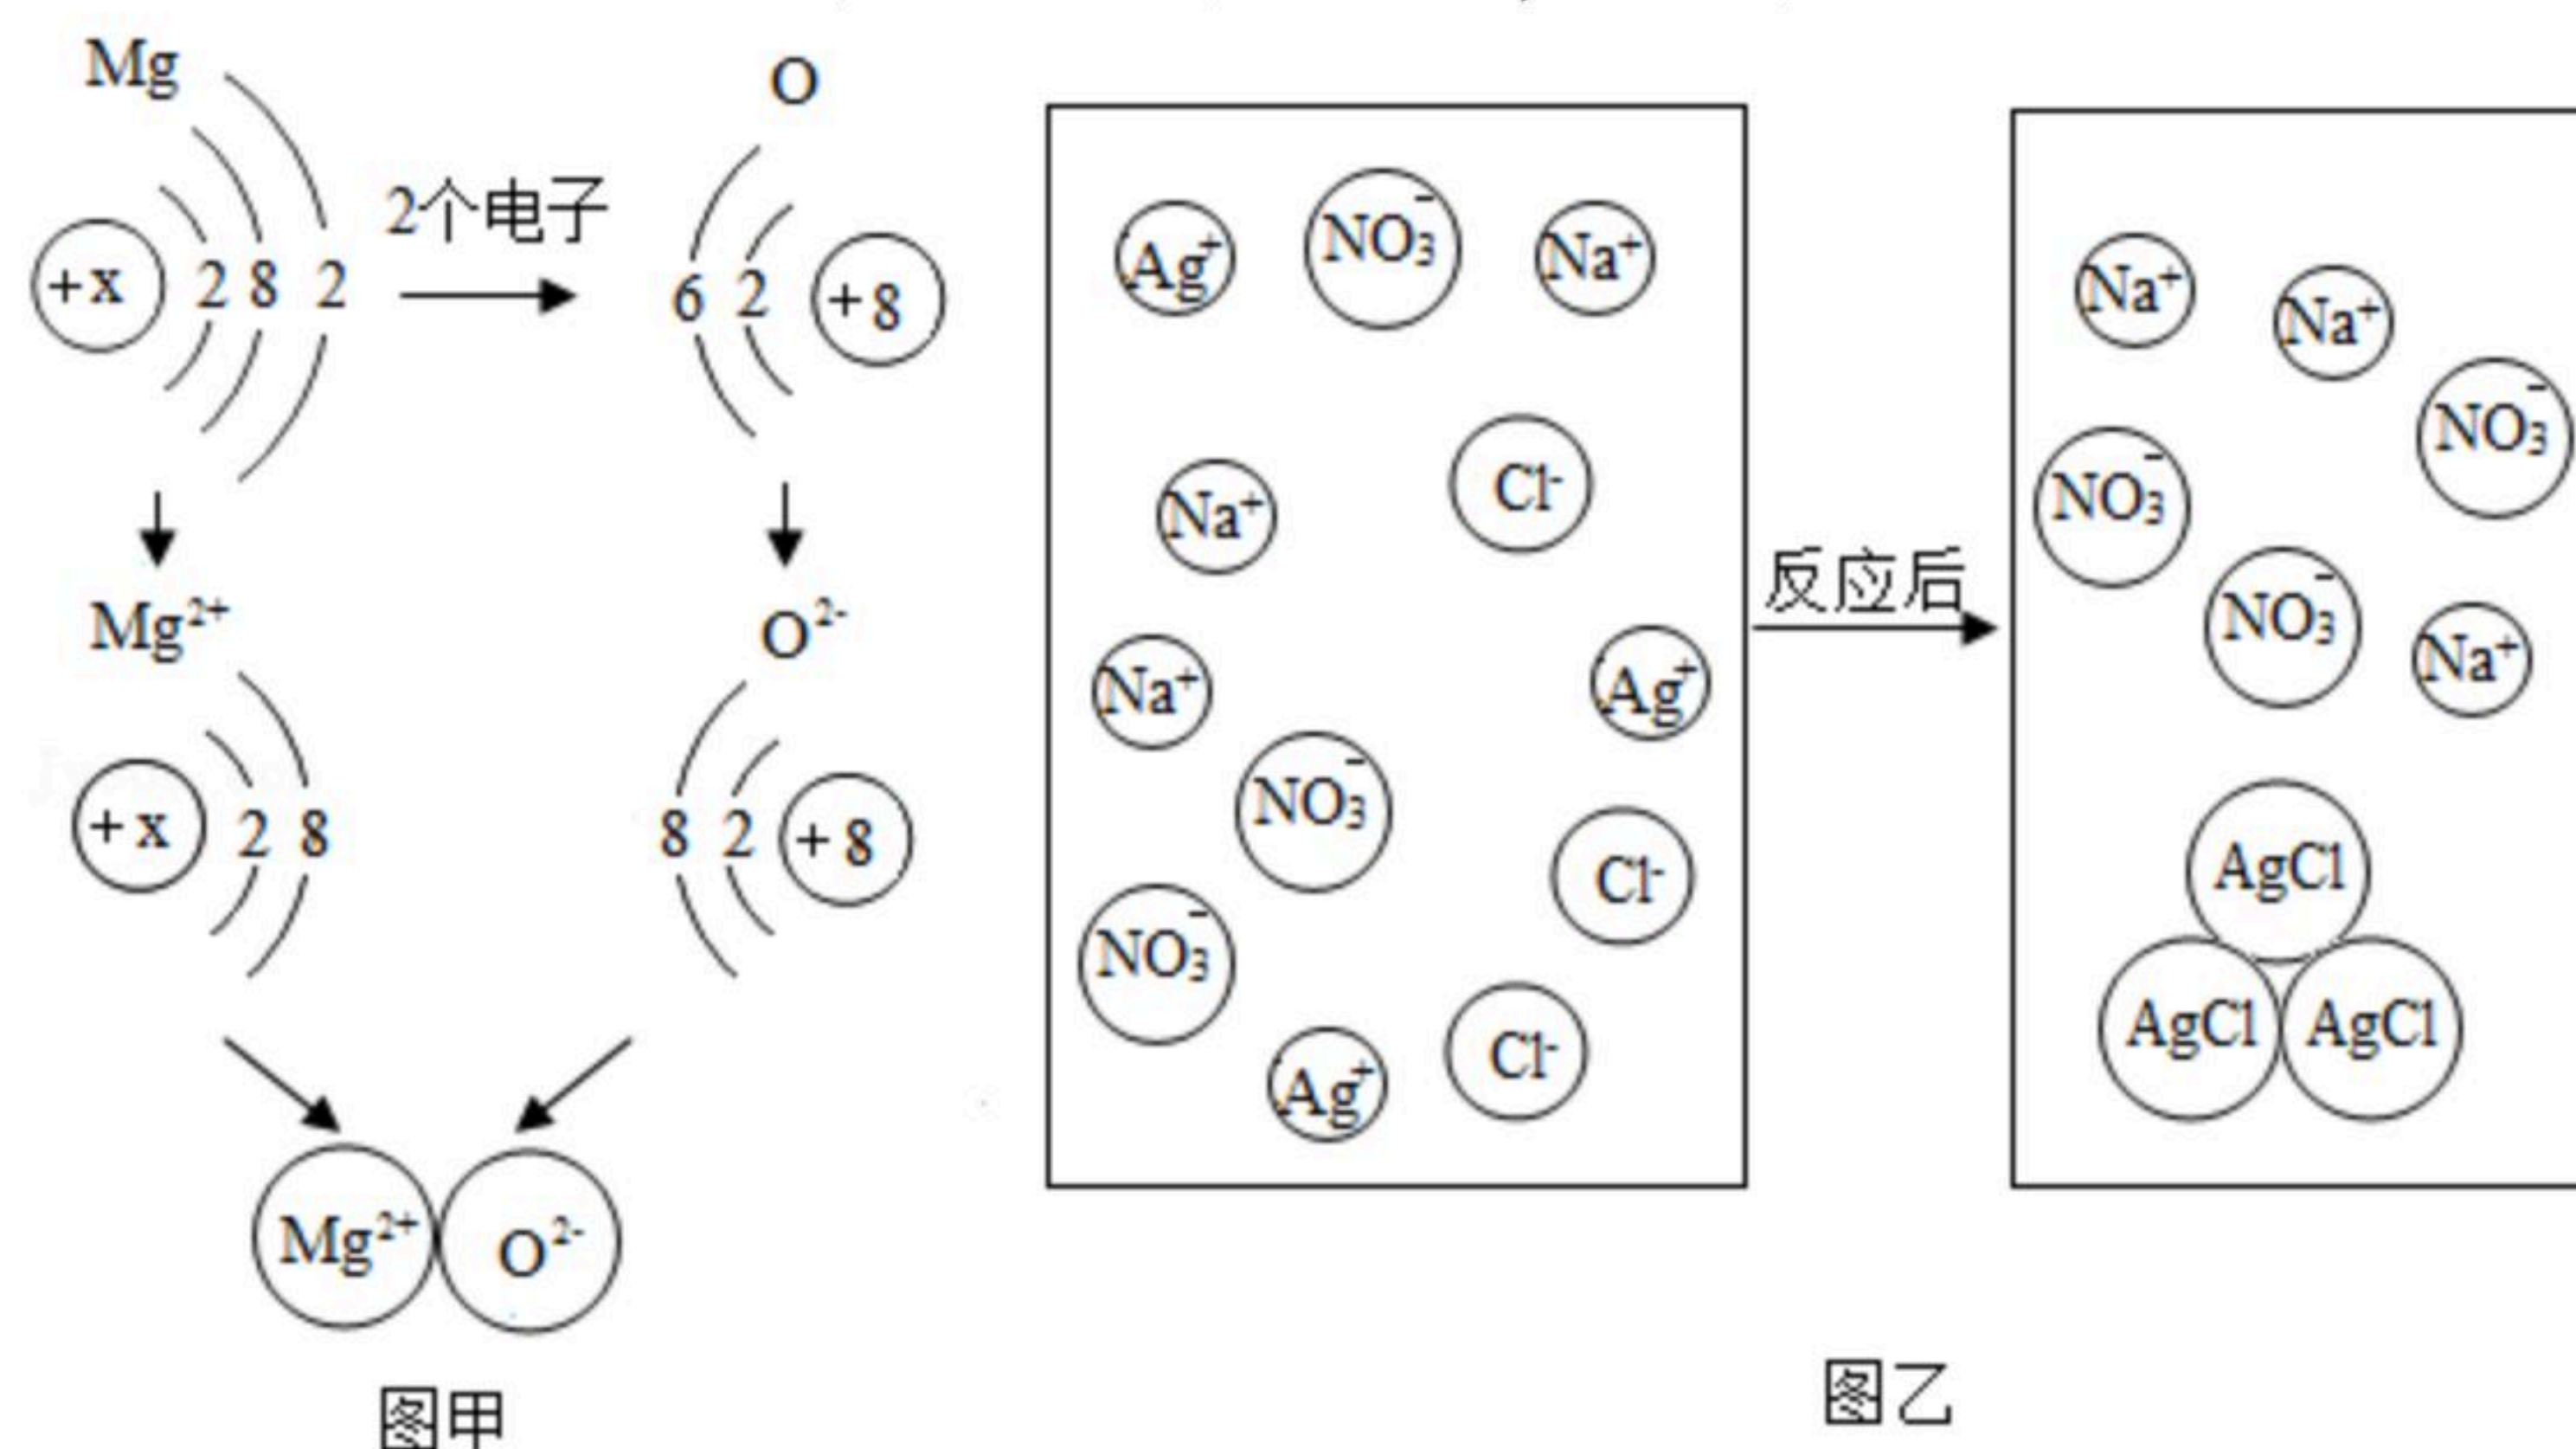 Mg
O
+x 2 8 2
2个电子
6 2 +8
Mg²⁺
O²⁻
+x 2 8
8 2 +8
Mg²⁺ O²⁻
图甲
Ag⁺ NO₃⁻ Na⁺
Na⁺ Cl⁻
Na⁺ Ag⁺
NO₃⁻
Cl⁻
NO₃⁻
Ag⁺ Cl⁻
反应后
Na⁺ Na⁺
NO₃⁻
NO₃⁻
NO₃⁻ Na⁺
AgCl
AgCl AgCl
图乙